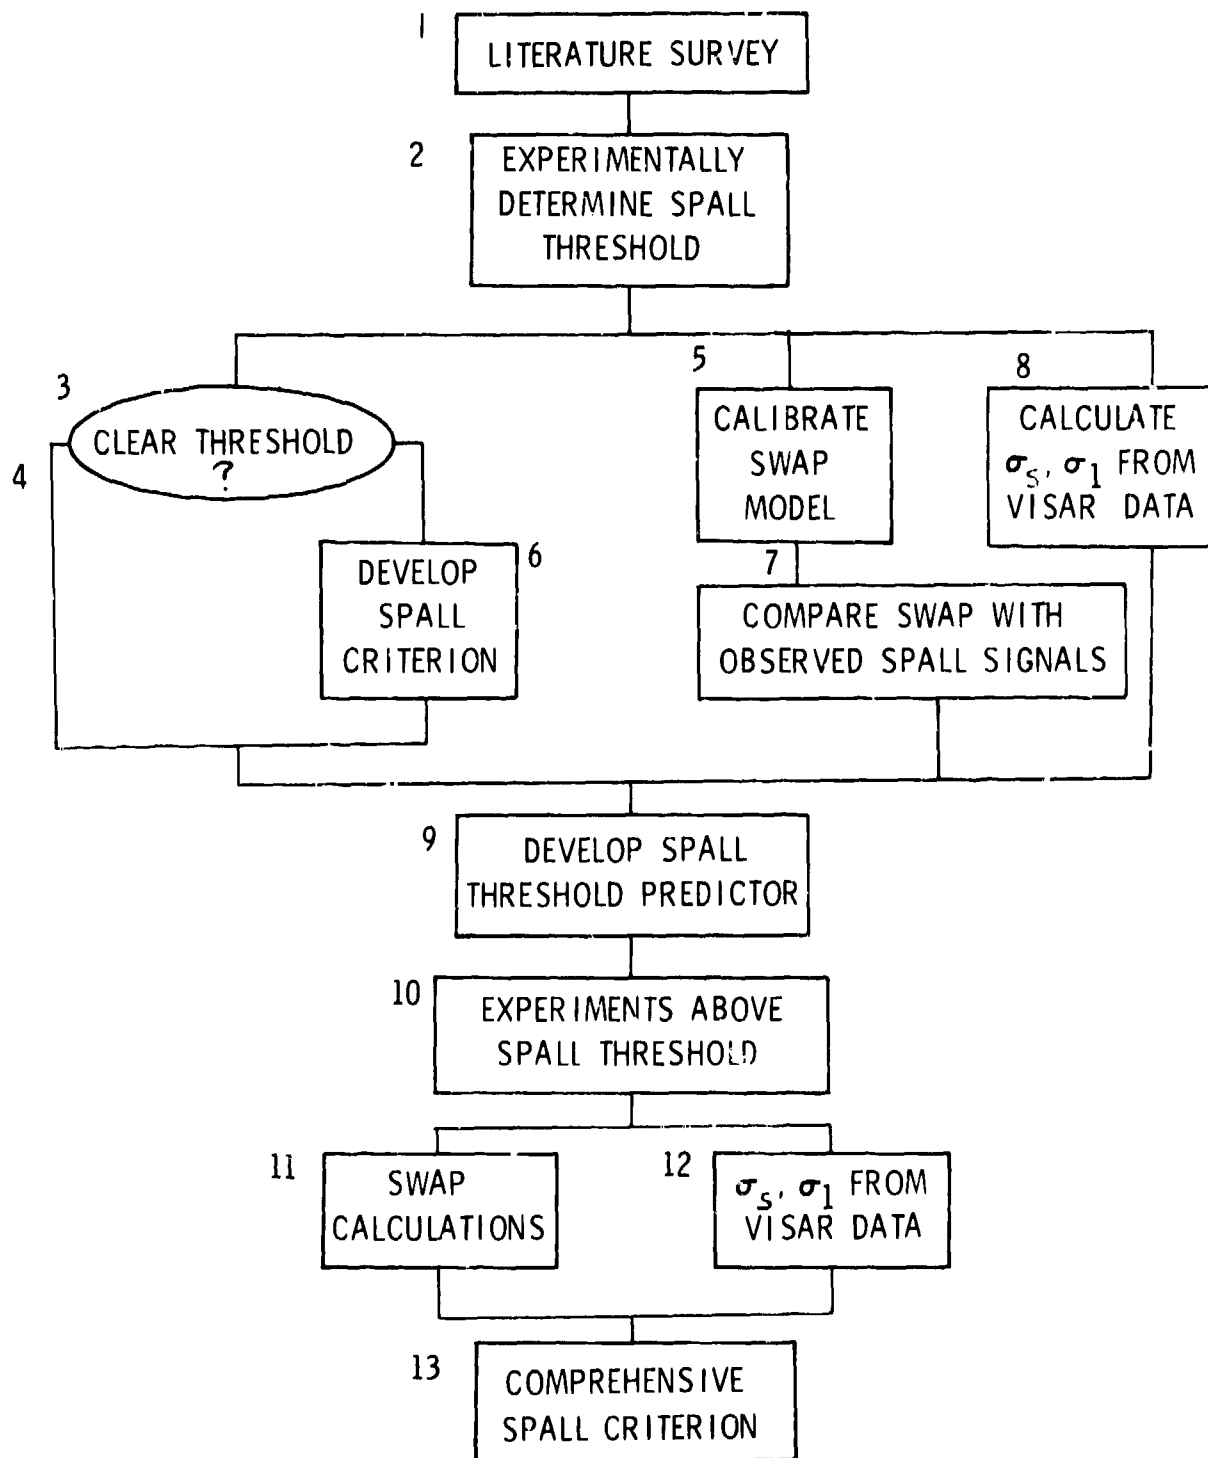 1
LITERATURE SURVEY
2
EXPERIMENTALLY
DETERMINE SPALL
THRESHOLD
3
CLEAR THRESHOLD
?
4
5
CALIBRATE
SWAP
MODEL
8
CALCULATE
σs, σ1 FROM
VISAR DATA
6
DEVELOP
SPALL
CRITERION
7
COMPARE SWAP WITH
OBSERVED SPALL SIGNALS
9
DEVELOP SPALL
THRESHOLD PREDICTOR
10
EXPERIMENTS ABOVE
SPALL THRESHOLD
11
SWAP
CALCULATIONS
12
σs, σ1 FROM
VISAR DATA
13
COMPREHENSIVE
SPALL CRITERION